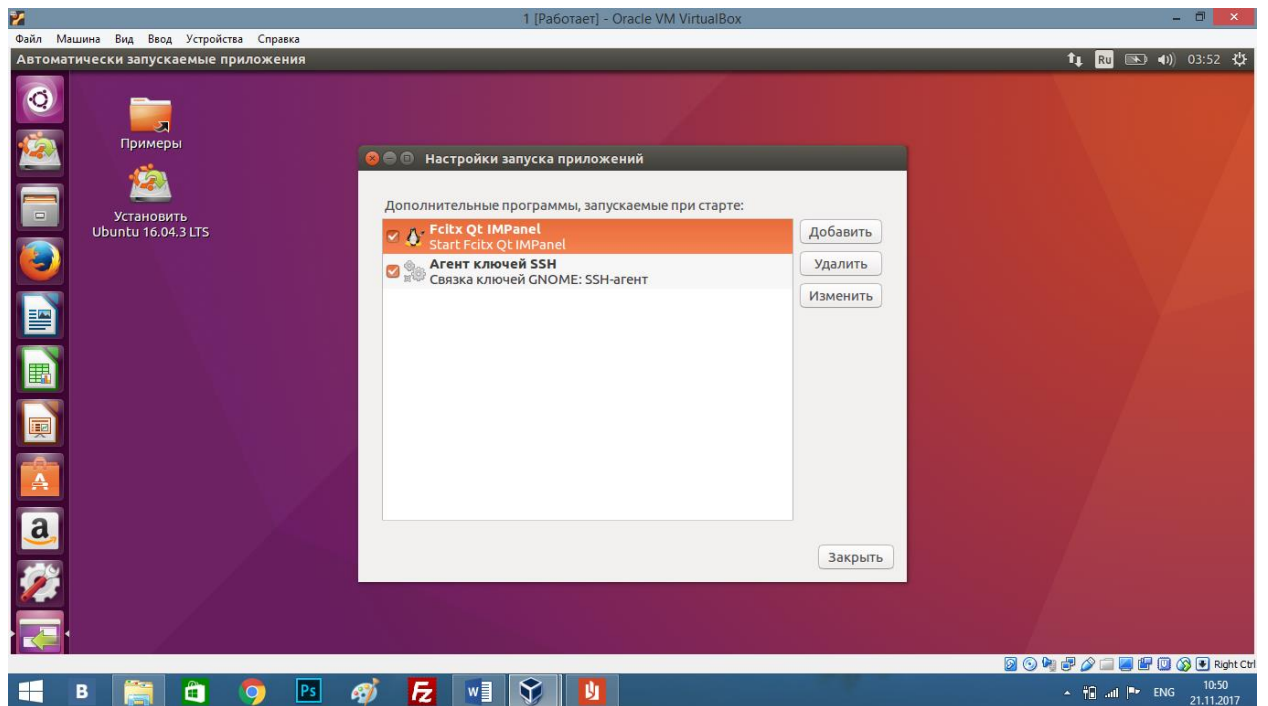 1 [Работает] - Oracle VM VirtualBox
Файл Машина Вид Ввод Устройства Справка
Автоматически запускаемые приложения
Ru 03:52
Примеры
Установить
Ubuntu 16.04.3 LTS
Настройки запуска приложений
Дополнительные программы, запускаемые при старте:
Fcitx Qt IMPanel
Start Fcitx Qt IMPanel
Агент ключей SSH
Связка ключей GNOME: SSH-агент
Добавить
Удалить
Изменить
Закрыть
A
a
Right Ctrl
B
Ps
Fz
W
ENG
10:50
21.11.2017